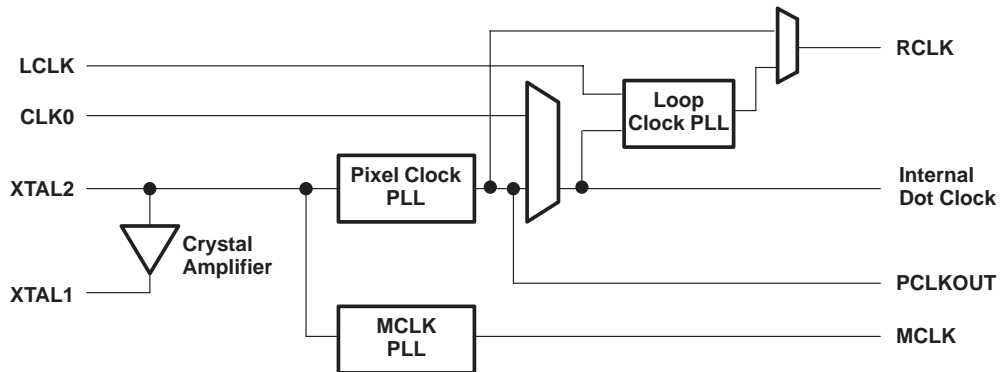 LCLK
CLK0
XTAL2
XTAL1
Crystal
Amplifier
Pixel Clock
PLL
MCLK
PLL
Loop
Clock PLL
RCLK
Internal
Dot Clock
PCLKOUT
MCLK